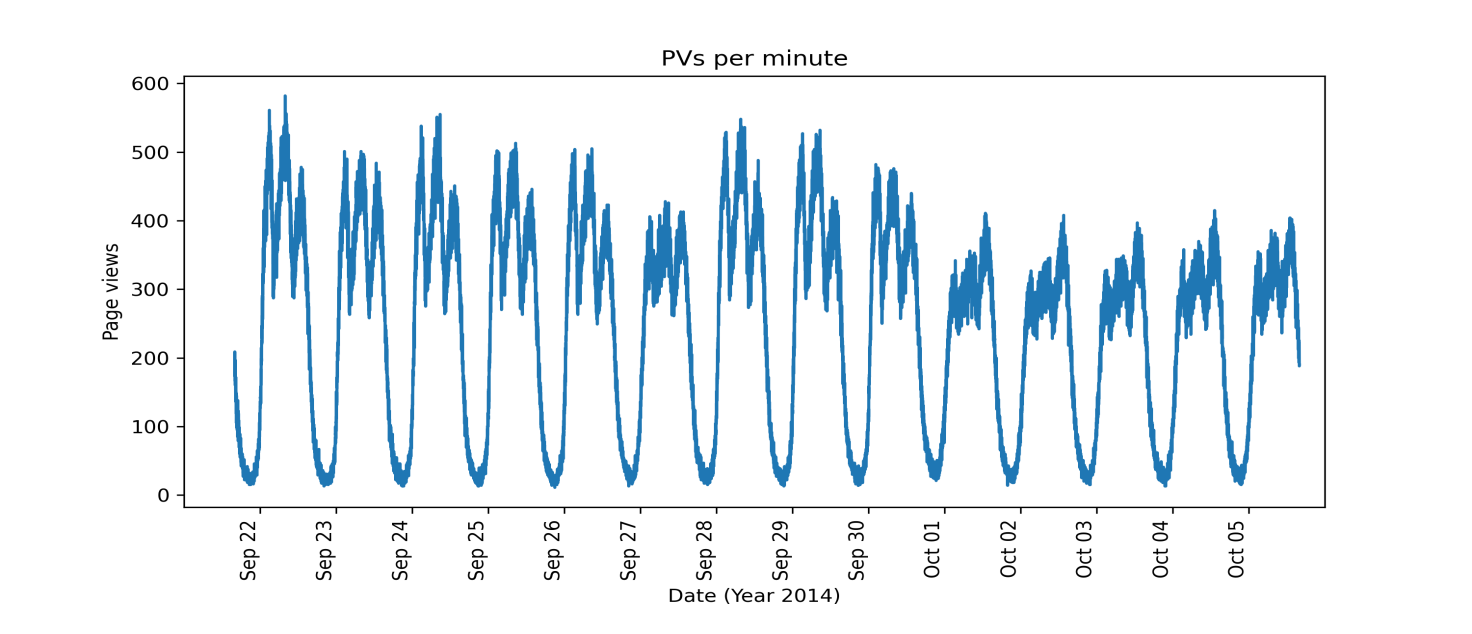 PVs per minute
600
500
400
300
200
100
0
Page views
Sep 22
Sep 23
Sep 24
Sep 25
Sep 26
Sep 27
Sep 28
Sep 29
Sep 30
Oct 01
Oct 02
Oct 03
Oct 04
Oct 05
Date (Year 2014)